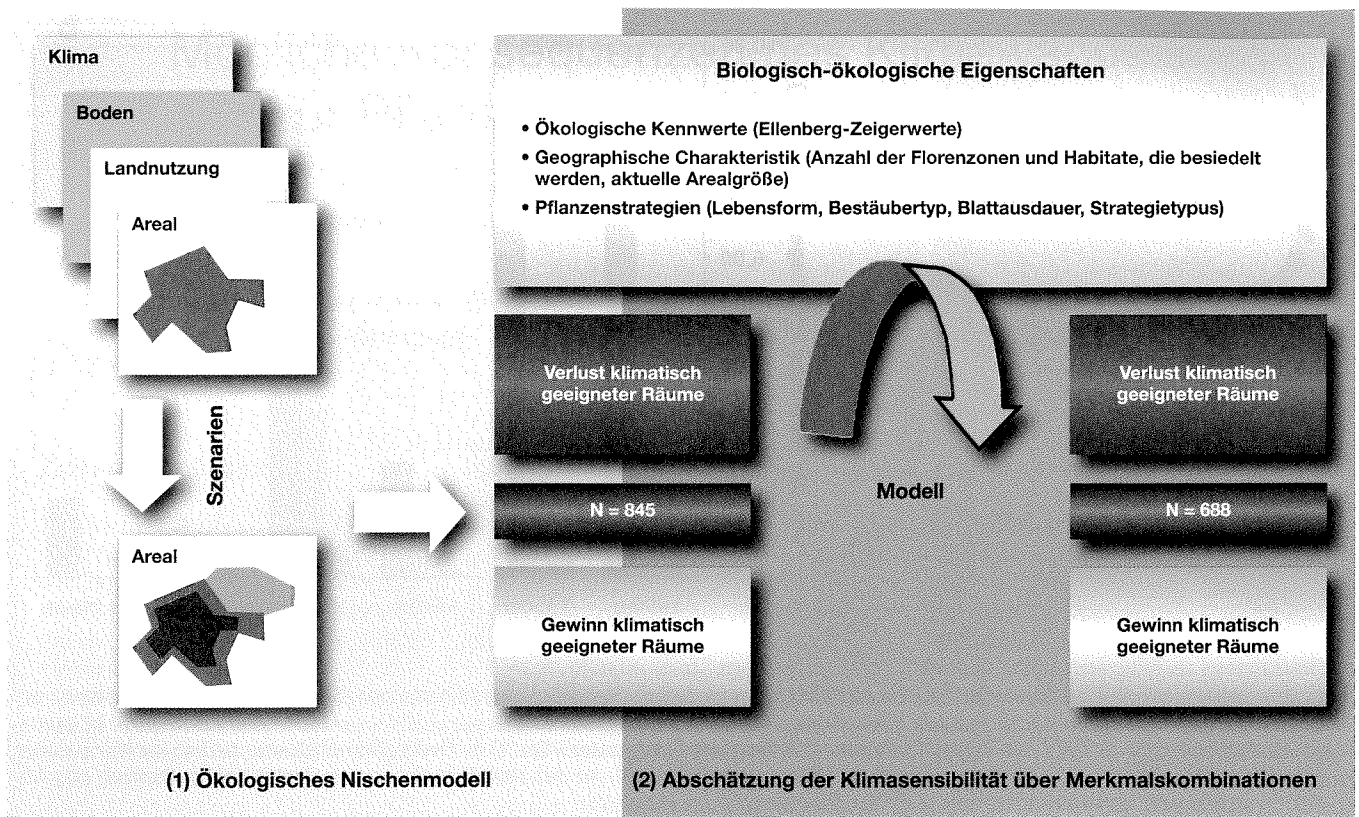 Klima
Boden
Landnutzung
Areal
Szenarien
Areal
Biologisch-ökologische Eigenschaften
• Ökologische Kennwerte (Ellenberg-Zeigerwerte)
• Geographische Charakteristik (Anzahl der Florenzonen und Habitate, die besiedelt
werden, aktuelle Arealgröße)
• Pflanzenstrategien (Lebensform, Bestäubertyp, Blattausdauer, Strategietypus)
Verlust klimatisch
geeigneter Räume
N = 845
Gewinn klimatisch
geeigneter Räume
Modell
Verlust klimatisch
geeigneter Räume
N = 688
Gewinn klimatisch
geeigneter Räume
(1) Ökologisches Nischenmodell
(2) Abschätzung der Klimasensibilität über Merkmalskombinationen